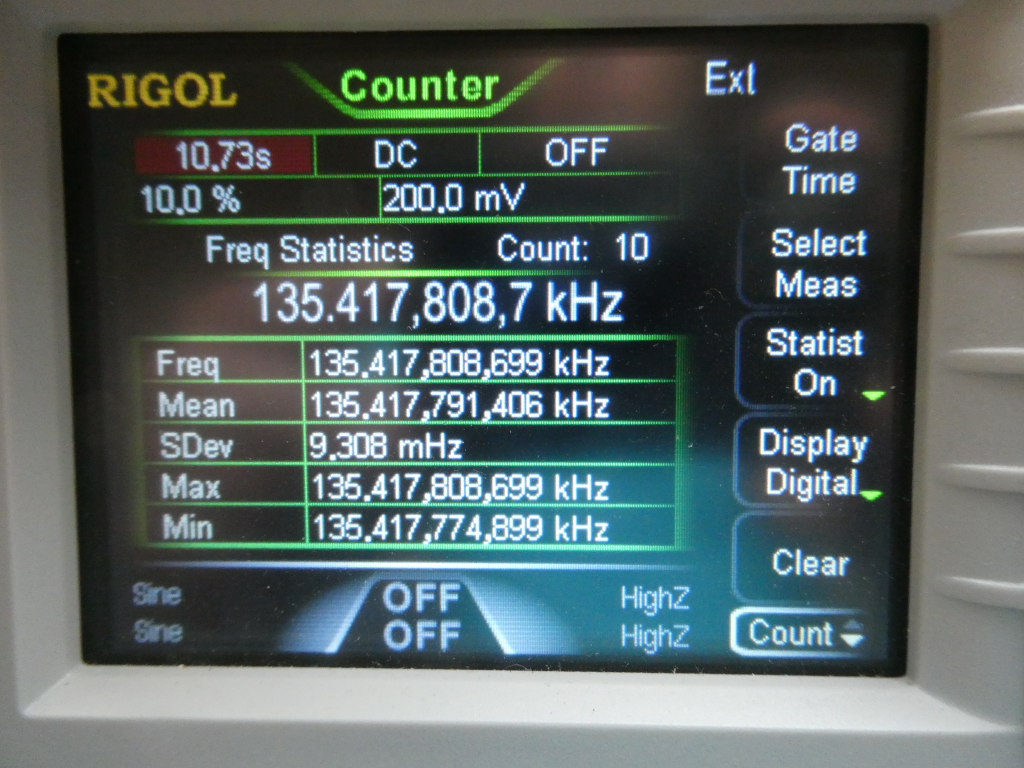 RIGOL Counter Ext
10.73s DC OFF
10.0 % 200.0 mV
Freq Statistics Count: 10
135.417,808,7 kHz
Freq 135.417,808,699 kHz
Mean 135.417,791,406 kHz
SDev 9.308 mHz
Max 135.417,808,699 kHz
Min 135.417,774,899 kHz
Sine OFF HighZ
Sine OFF HighZ
Gate
Time
Select
Meas
Statist
On
Display
Digital
Clear
Count